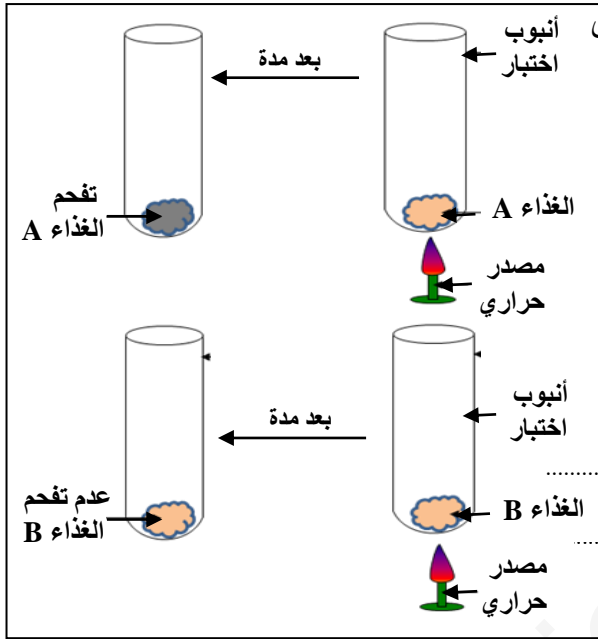 أنبوب
اختبار
بعد مدة
الغذاء A
تفحم
الغذاء A
مصدر
حراري
أنبوب
اختبار
بعد مدة
الغذاء B
عدم تفحم
الغذاء B
مصدر
حراري